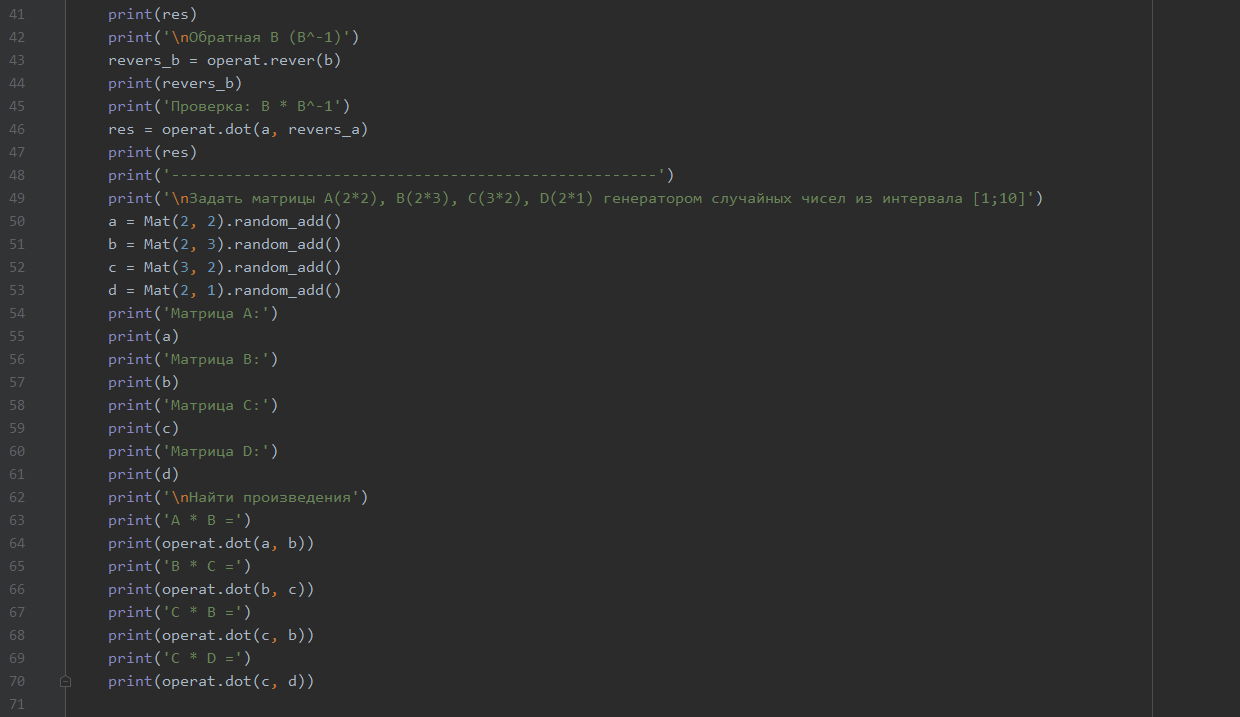 41 print(res)
42 print('\nОбратная B (B^-1)')
43 revers_b = operat.rever(b)
44 print(revers_b)
45 print('Проверка: B * B^-1')
46 res = operat.dot(a, revers_a)
47 print(res)
48 print('------------------------------------------------------')
49 print('\nЗадать матрицы A(2*2), B(2*3), C(3*2), D(2*1) генератором случайных чисел из интервала [1;10]')
50 a = Mat(2, 2).random_add()
51 b = Mat(2, 3).random_add()
52 c = Mat(3, 2).random_add()
53 d = Mat(2, 1).random_add()
54 print('Матрица A:')
55 print(a)
56 print('Матрица B:')
57 print(b)
58 print('Матрица C:')
59 print(c)
60 print('Матрица D:')
61 print(d)
62 print('\nНайти произведения')
63 print('A * B =')
64 print(operat.dot(a, b))
65 print('B * C =')
66 print(operat.dot(b, c))
67 print('C * B =')
68 print(operat.dot(c, b))
69 print('C * D =')
70 print(operat.dot(c, d))
71